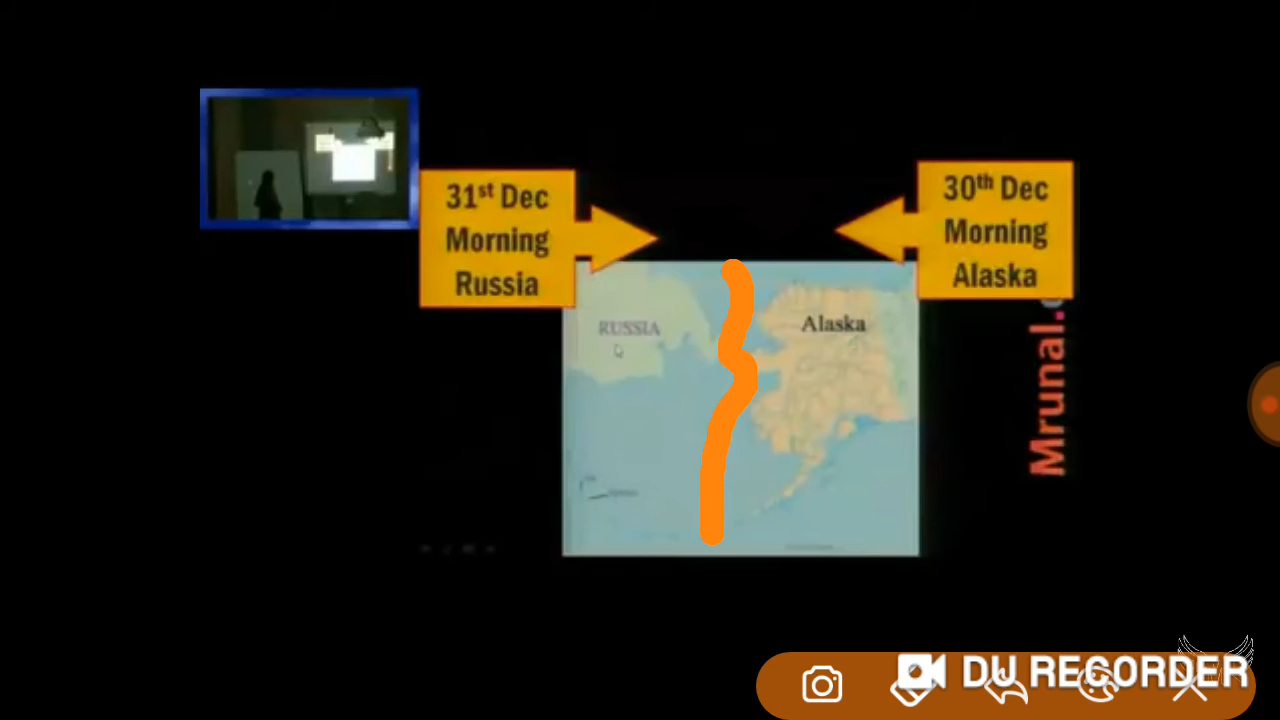 31st Dec
Morning
Russia
30th Dec
Morning
Alaska
RUSSIA
Alaska
Mrunal.
DU RECORDER